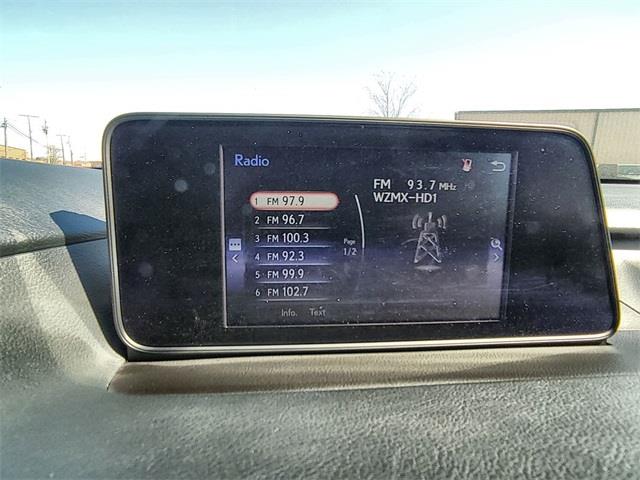 Radio
1 FM 97.9
2 FM 96.7
3 FM 100.3
4 FM 92.3
5 FM 99.9
6 FM 102.7
Page
1/2
FM 93.7 MHz
WZMX-HD1
Info. Text